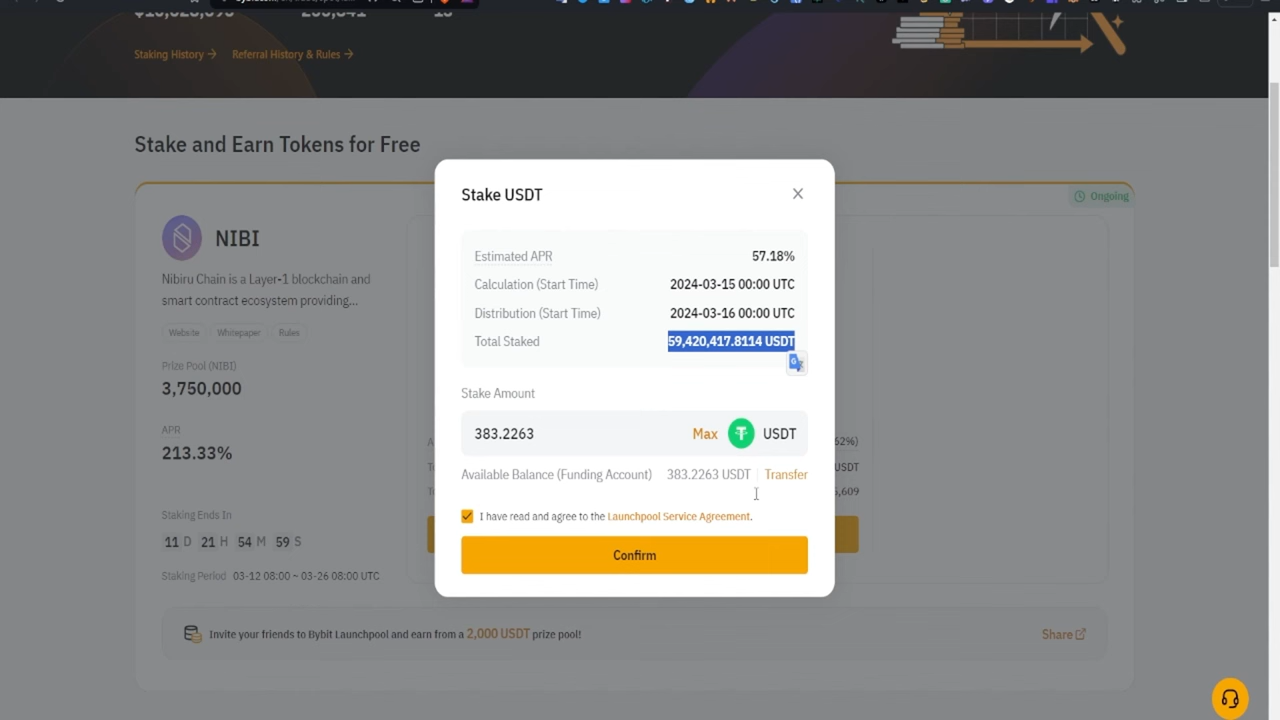 Staking History → Referral History & Rules →
Stake and Earn Tokens for Free
Ongoing
NIBI
Nibiru Chain is a Layer-1 blockchain and
smart contract ecosystem providing...
Website Whitepaper Rules
Prize Pool (NIBI)
3,750,000
APR
213.33%
Staking Ends In
11 D 21 H 54 M 59 S
Staking Period 03-12 08:00 ~ 03-26 08:00 UTC
Stake USDT
Estimated APR 57.18%
Calculation (Start Time) 2024-03-15 00:00 UTC
Distribution (Start Time) 2024-03-16 00:00 UTC
Total Staked 59,420,417.8114 USDT
Stake Amount
383.2263 Max USDT
Available Balance (Funding Account) 383.2263 USDT Transfer
I have read and agree to the Launchpool Service Agreement.
Confirm
Invite your friends to Bybit Launchpool and earn from a 2,000 USDT prize pool!
Share